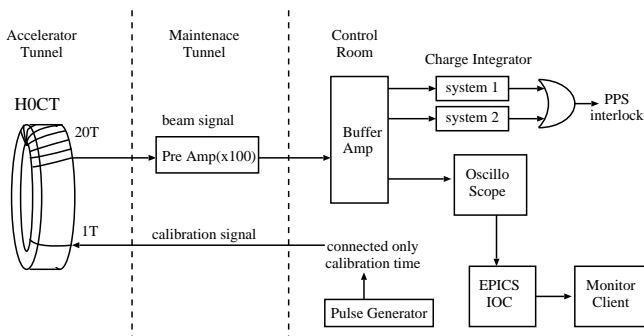 Accelerator
Tunnel
Maintenace
Tunnel
Control
Room
Charge Integrator
H0CT
20T
beam signal
Pre Amp(x100)
Buffer
Amp
system 1
system 2
PPS
interlock
Oscillo
Scope
1T
calibration signal
connected only
calibration time
Pulse Generator
EPICS
IOC
Monitor
Client